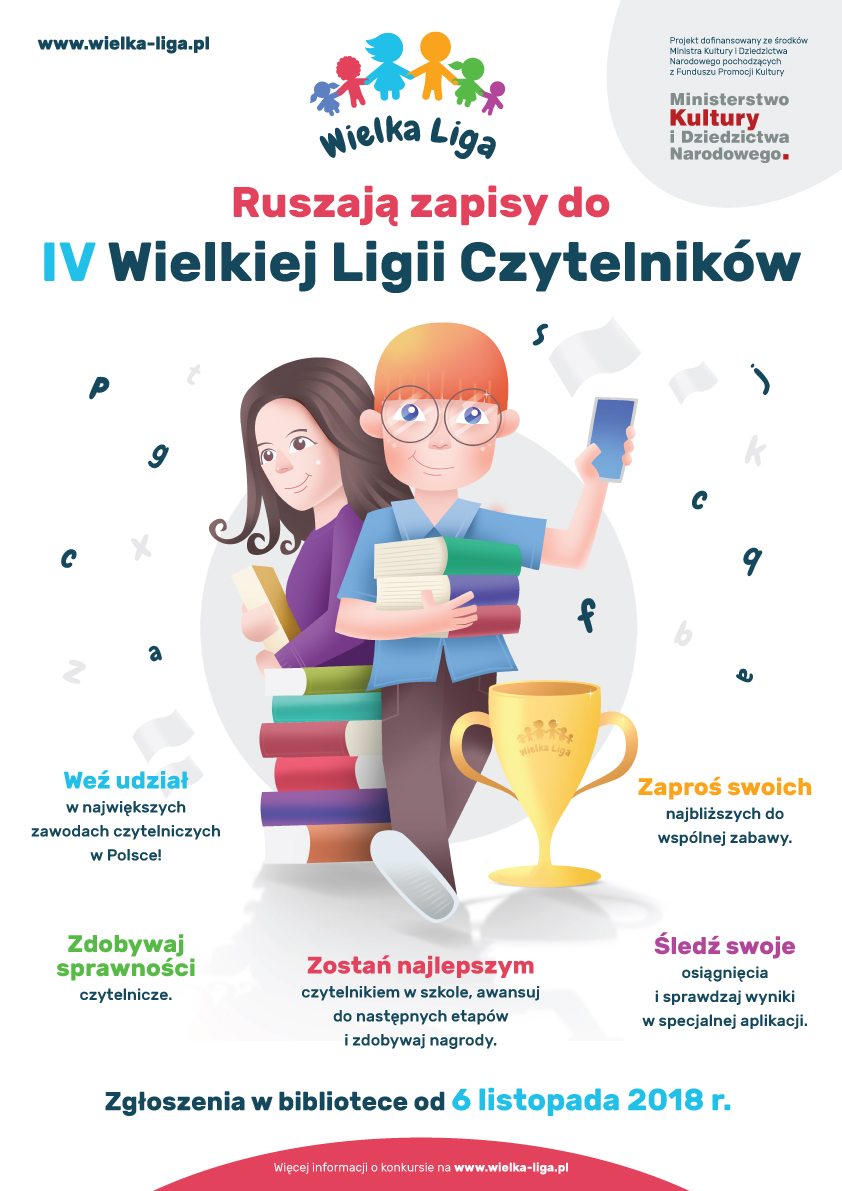 www.wielka-liga.pl
Projekt dofinansowany ze środków
Ministra Kultury i Dziedzictwa
Narodowego pochodzących
z Funduszu Promocji Kultury
Ministerstwo
Kultury
i Dziedzictwa
Narodowego.
Wielka Liga
Ruszają zapisy do
IV Wielkiej Ligii Czytelników
s
p
t
j
g
k
c
c
x
q
f
b
a
z
e
Wielka Liga
Weź udział
w największych
zawodach czytelniczych
w Polsce!
Zaproś swoich
najbliższych do
wspólnej zabawy.
Zdobywaj
sprawności
czytelnicze.
Zostań najlepszym
czytelnikiem w szkole, awansuj
do następnych etapów
i zdobywaj nagrody.
Śledź swoje
osiągnięcia
i sprawdzaj wyniki
w specjalnej aplikacji.
Zgłoszenia w bibliotece od 6 listopada 2018 r.
Więcej informacji o konkursie na www.wielka-liga.pl